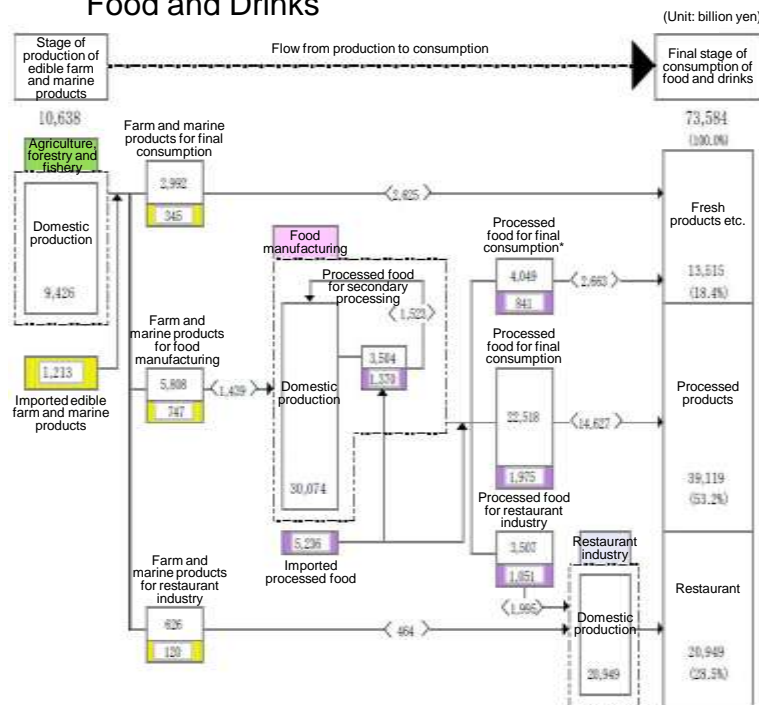 Food and Drinks
(Unit: billion yen)
Stage of
production of
edible farm
and marine
products
Flow from production to consumption
Final stage of
consumption of
food and drinks
10,638
73,584
(100.0%)
Agriculture,
forestry and
fishery
Farm and marine
products for final
consumption
2,992
345
2,625
Domestic
production
9,426
Fresh
products etc.
13,515
(18.4%)
Food
manufacturing
Processed
food for final
consumption*
4,049
841
2,663
Processed food
for secondary
processing
1,523
Farm and
marine products
for food
manufacturing
5,808
747
1,439
Domestic
production
3,504
1,370
30,074
Processed
food for final
consumption
22,518
1,975
14,627
Processed
products
39,119
(53.2%)
1,213
Imported edible
farm and marine
products
5,236
Imported
processed food
Processed food
for restaurant
industry
3,507
1,051
1,995
Restaurant
industry
Domestic
production
20,949
Farm and
marine products
for restaurant
industry
626
120
464
Restaurant
20,949
(28.5%)